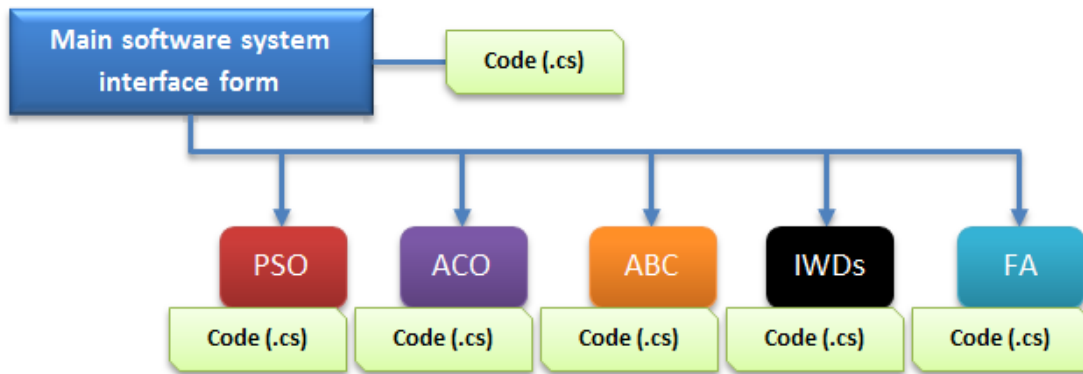 Main software system
interface form
Code (.cs)
PSO
ACO
ABC
IWDs
FA
Code (.cs)
Code (.cs)
Code (.cs)
Code (.cs)
Code (.cs)